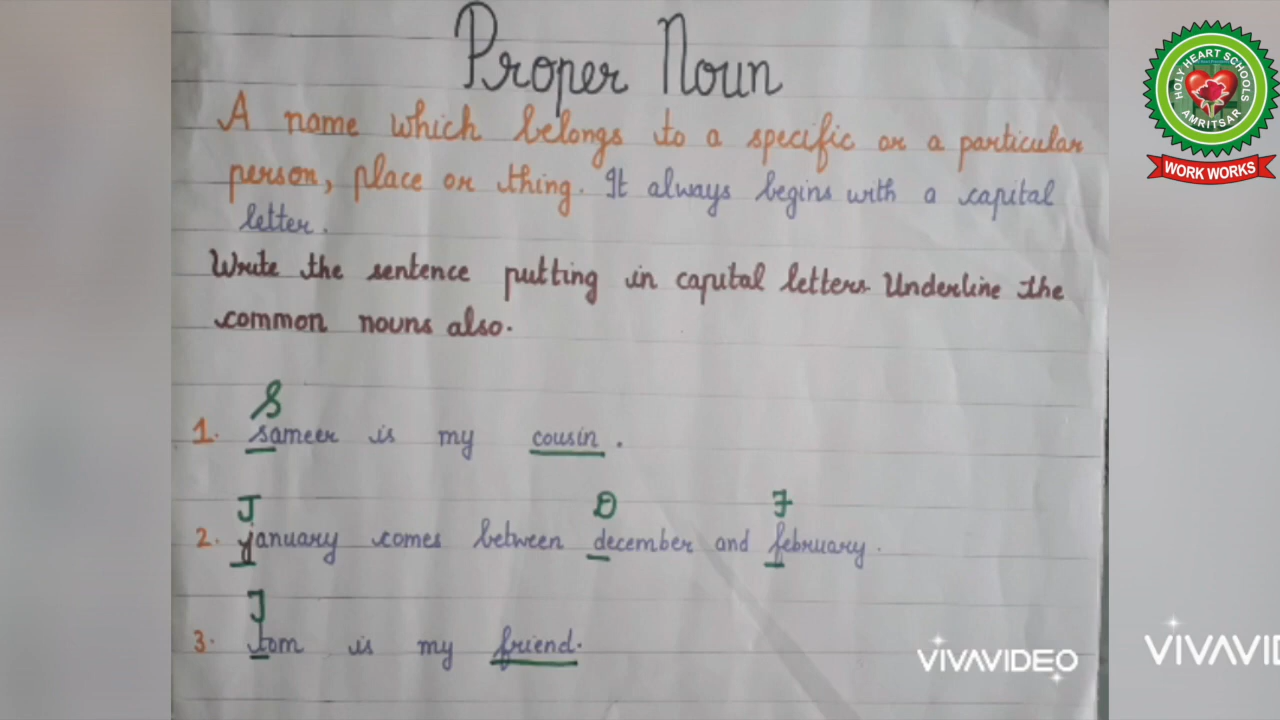 Proper Noun
A name which belongs to a specific or a particular
person, place or thing. It always begins with a capital
letter.
Write the sentence putting in capital letters. Underline the
common nouns also.
S
1. sameer is my cousin.
J D F
2. january comes between december and february.
J
3. tom is my friend.
HOLY HEART SCHOOLS
AMRITSAR
WORK WORKS
VIVAVIDEO
VIVAVID